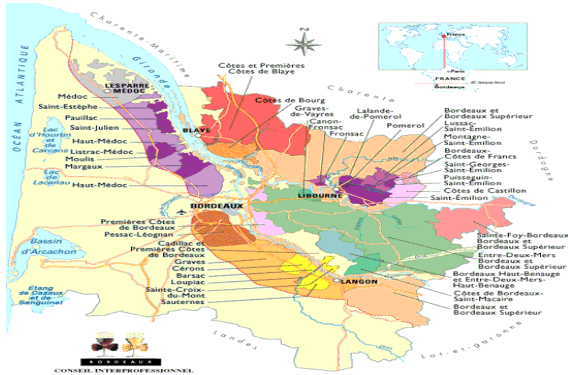 Charente Maritime
OCÉAN ATLANTIQUE
Gironde
LESPARRE
MÉDOC
Médoc
Saint-Estèphe
Pauillac
Saint-Julien
Haut-Médoc
Listrac-Médoc
Moulis
Margaux
Haut-Médoc
Lac
d'Hourtin
et de
Carcans
Lac
de
Lacanau
Bassin
d'Arcachon
Etang
de Cazaux
et de
Sanguinet
Côtes et Premières
Côtes de Blaye
BLAYE
Charente
Côtes de Bourg
Graves-
de-Vayres
Canon-
Fronsac
Fronsac
Lalande-
de-Pomerol
Pomerol
LIBOURNE
BORDEAUX
France
Paris
FRANCE
Bordeaux
Bordeaux et
Bordeaux Supérieur
Lussac-
Saint-Emilion
Montagne-
Saint-Emilion
Bordeaux-
Côtes de Francs
Saint-Georges-
Saint-Emilion
Puisseguin-
Saint-Emilion
Côtes de Castillon
Saint-Emilion
Dordogne
Premières Côtes
de Bordeaux
Pessac-Léognan
Cadillac et
Premières Côtes
de Bordeaux
Graves
Cérons
Barsac
Loupiac
Sainte-Croix-
du-Mont
Sauternes
LANGON
Sainte-Foy-Bordeaux
Bordeaux et
Bordeaux Supérieur
Entre-Deux-Mers
Bordeaux et
Bordeaux Supérieur
Bordeaux Haut-Benauge
et Entre-Deux-Mers-
Haut-Benauge
Côtes de Bordeaux-
Saint-Macaire
Bordeaux et
Bordeaux Supérieur
Landes
Lot-et-garonne
BORDEAUX
CONSEIL INTERPROFESSIONNEL